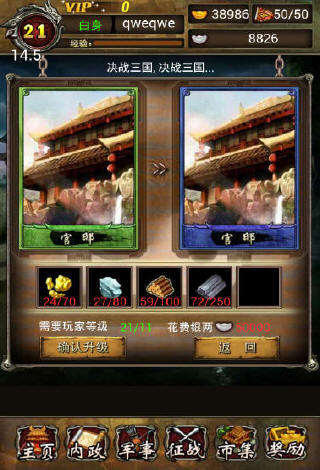 VIP 0
21
白身 qweqwe
38986 50/50
经验:
8826
14.5
决战三国,决战三国...
官邸 官邸
24/70 27/80 59/100 72/250
需要玩家等级 21/11 花费银两
确认升级 返回
主页 内政 军事 征战 市集 奖励